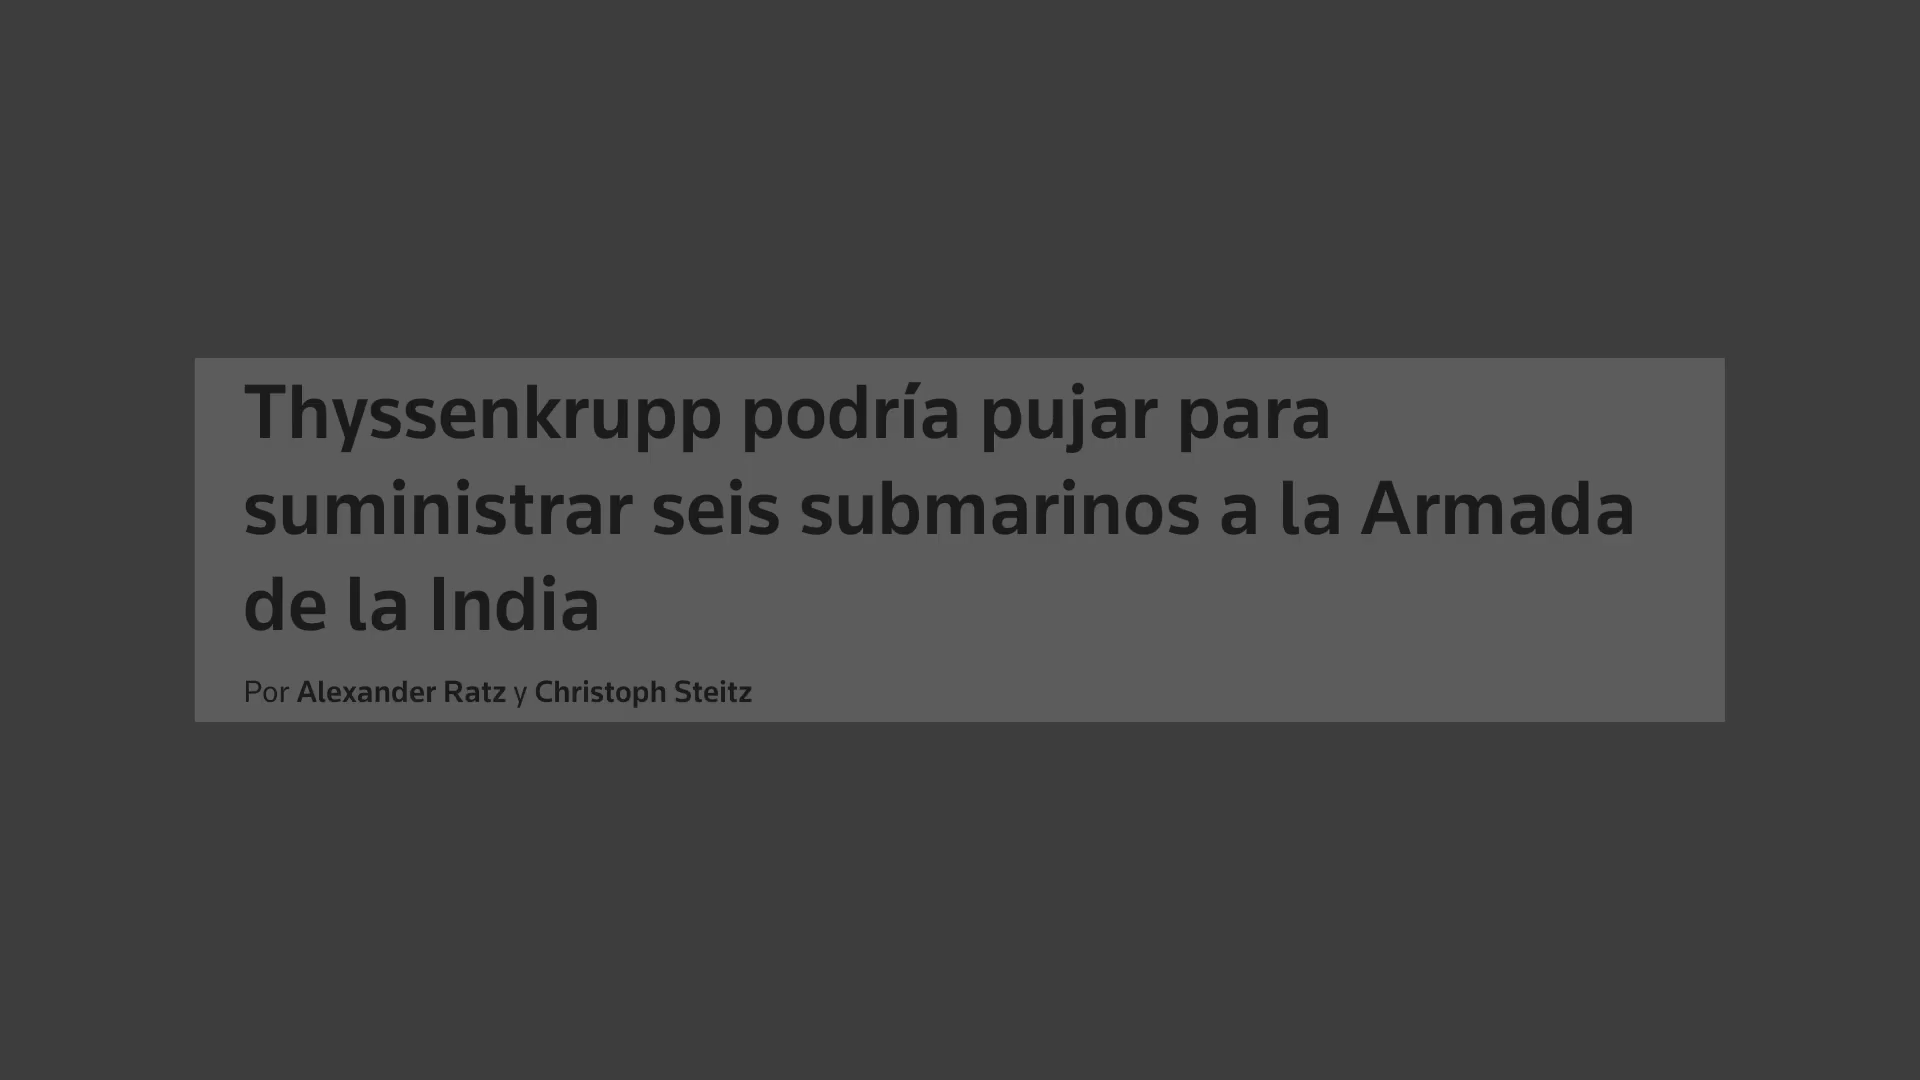 Thyssenkrupp podría pujar para
suministrar seis submarinos a la Armada
de la India
Por Alexander Ratz y Christoph Steitz